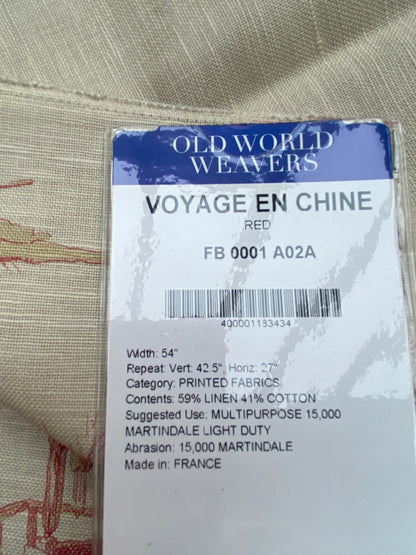 OLD WORLD
WEAVERS
VOYAGE EN CHINE
RED
FB 0001 A02A
400001183434
Width: 54"
Repeat: Vert: 42.5", Horiz: 27"
Category: PRINTED FABRICS
Contents: 59% LINEN 41% COTTON
Suggested Use: MULTIPURPOSE 15,000
MARTINDALE LIGHT DUTY
Abrasion: 15,000 MARTINDALE
Made in: FRANCE